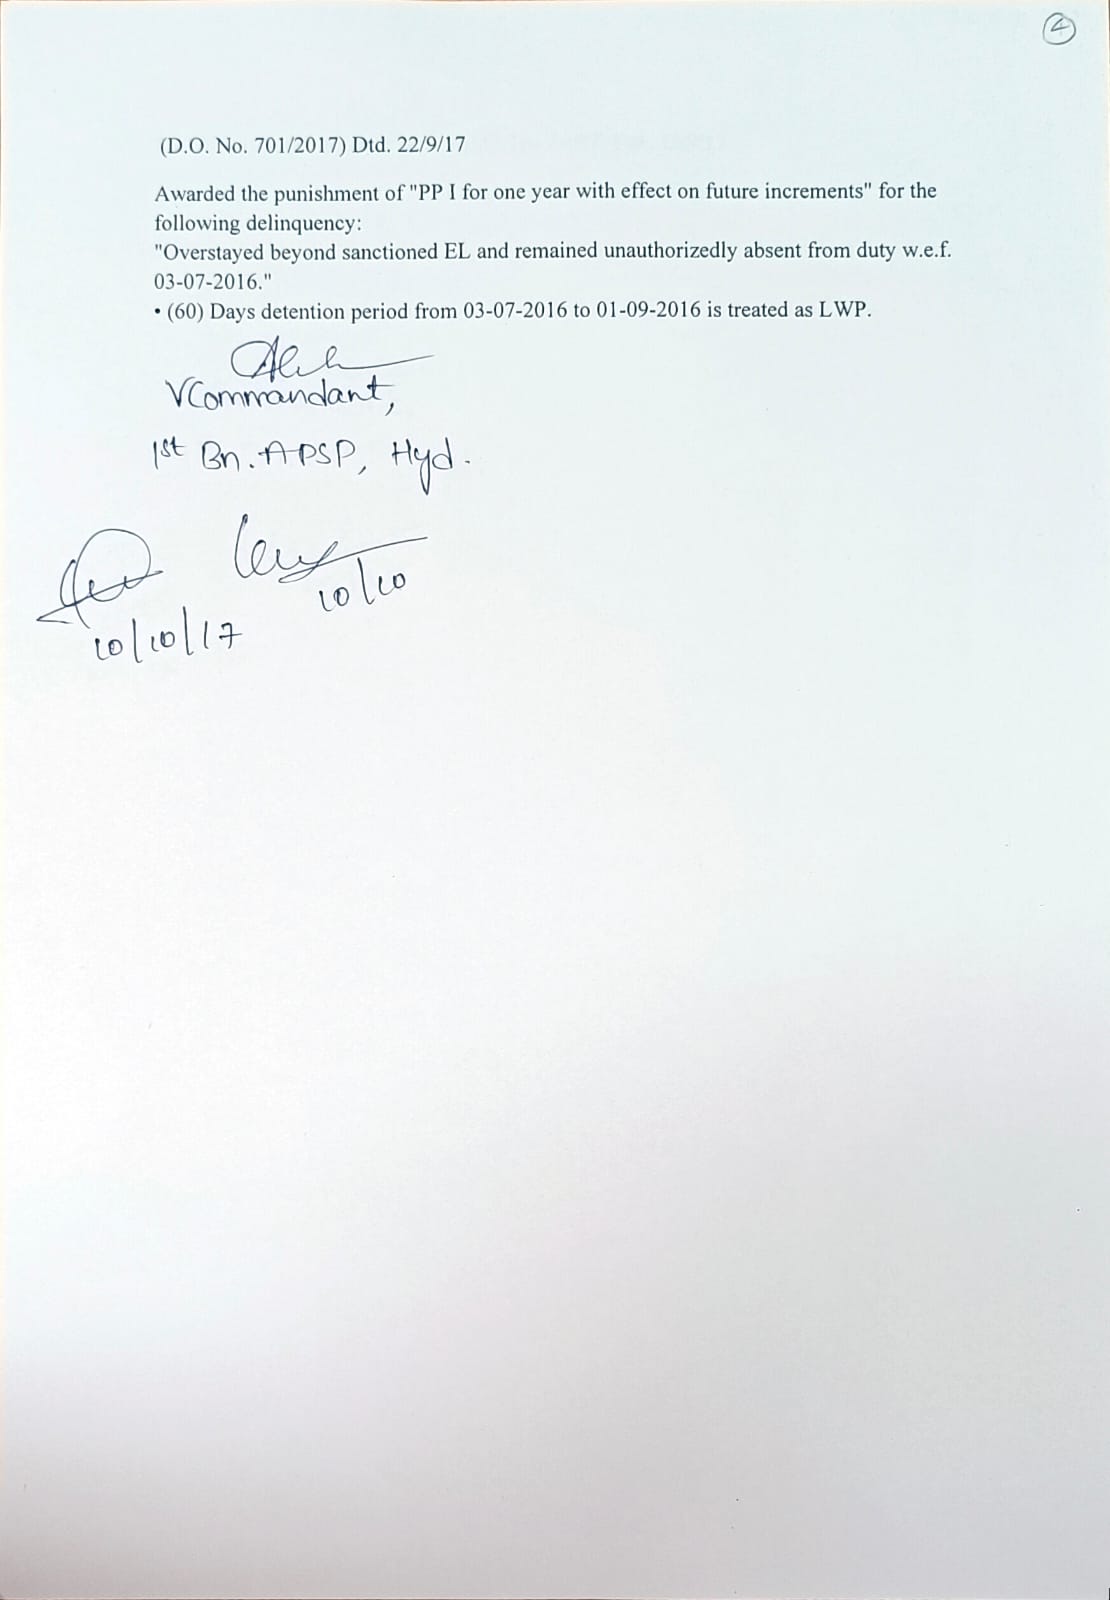 4
(D.O. No. 701/2017) Dtd. 22/9/17
Awarded the punishment of "PP I for one year with effect on future increments" for the
following delinquency:
"Overstayed beyond sanctioned EL and remained unauthorizedly absent from duty w.e.f.
03-07-2016."
• (60) Days detention period from 03-07-2016 to 01-09-2016 is treated as LWP.
Commandant,
1st Bn. APSP, Hyd.
10/10
10/10/17